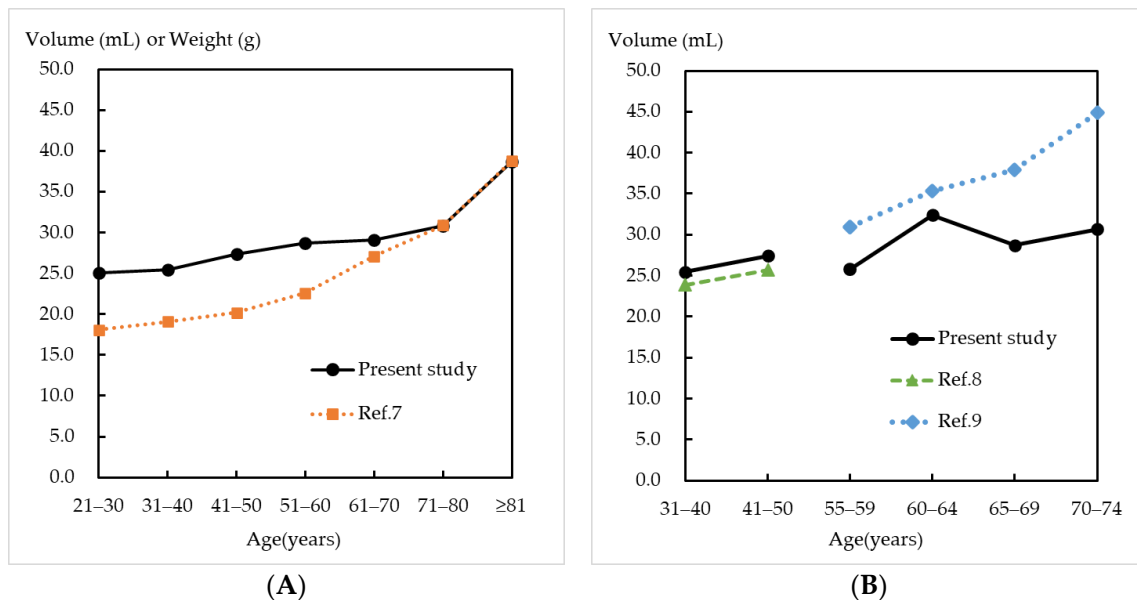 Volume (mL) or Weight (g)
50.0
45.0
40.0
35.0
30.0
25.0
20.0
15.0
10.0
5.0
0.0
Present study
Ref.7
21–30 31–40 41–50 51–60 61–70 71–80 ≥81
Age(years)
(A)
Volume (mL)
50.0
45.0
40.0
35.0
30.0
25.0
20.0
15.0
10.0
5.0
0.0
Present study
Ref.8
Ref.9
31–40 41–50 55–59 60–64 65–69 70–74
Age(years)
(B)